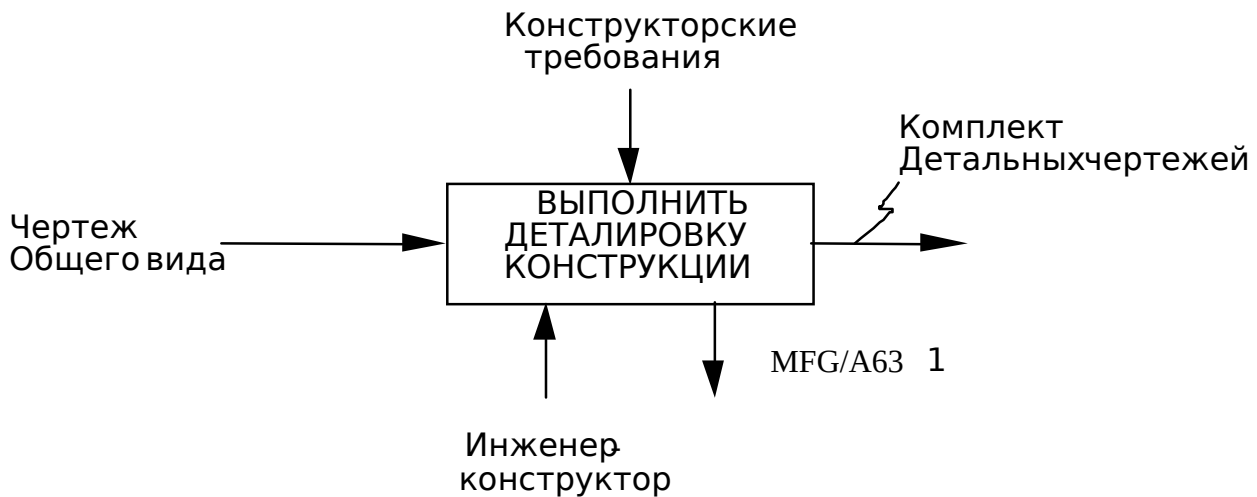 Конструкторские
требования
Комплект
Детальныхчертежей
ВЫПОЛНИТЬ
ДЕТАЛИРОВКУ
КОНСТРУКЦИИ
Чертеж
Общего вида
MFG/A63 1
Инженер-
конструктор